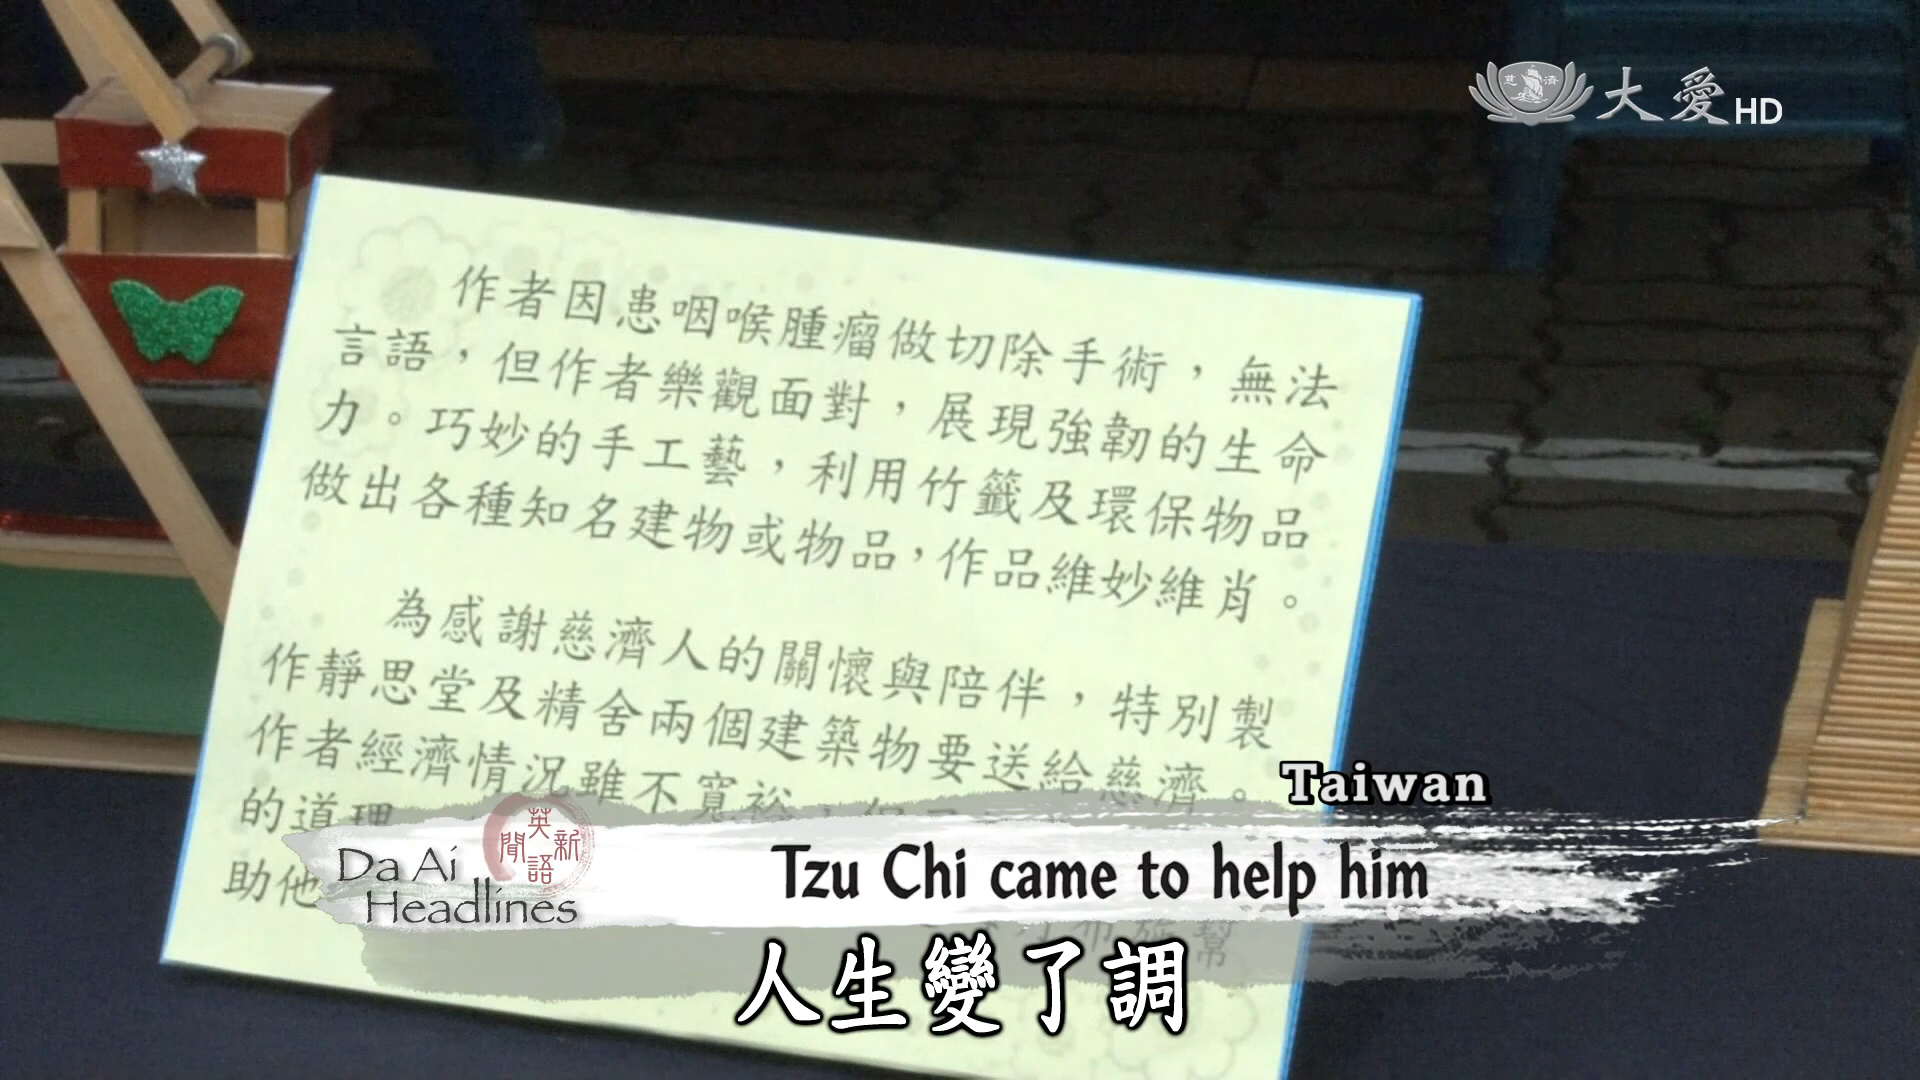 慈濟
大愛HD
作者因患咽喉腫瘤做切除手術，無法
言語，但作者樂觀面對，展現強韌的生命
力。巧妙的手工藝，利用竹籤及環保物品
做出各種知名建物或物品，作品維妙維肖。
為感謝慈濟人的關懷與陪伴，特別製
作靜思堂及精舍兩個建築物要送給慈濟。
作者經濟情況雖不寬裕，
的道理
助他 幫
Taiwan
Da Ai
Headlines
英語新聞
Tzu Chi came to help him
人生變了調